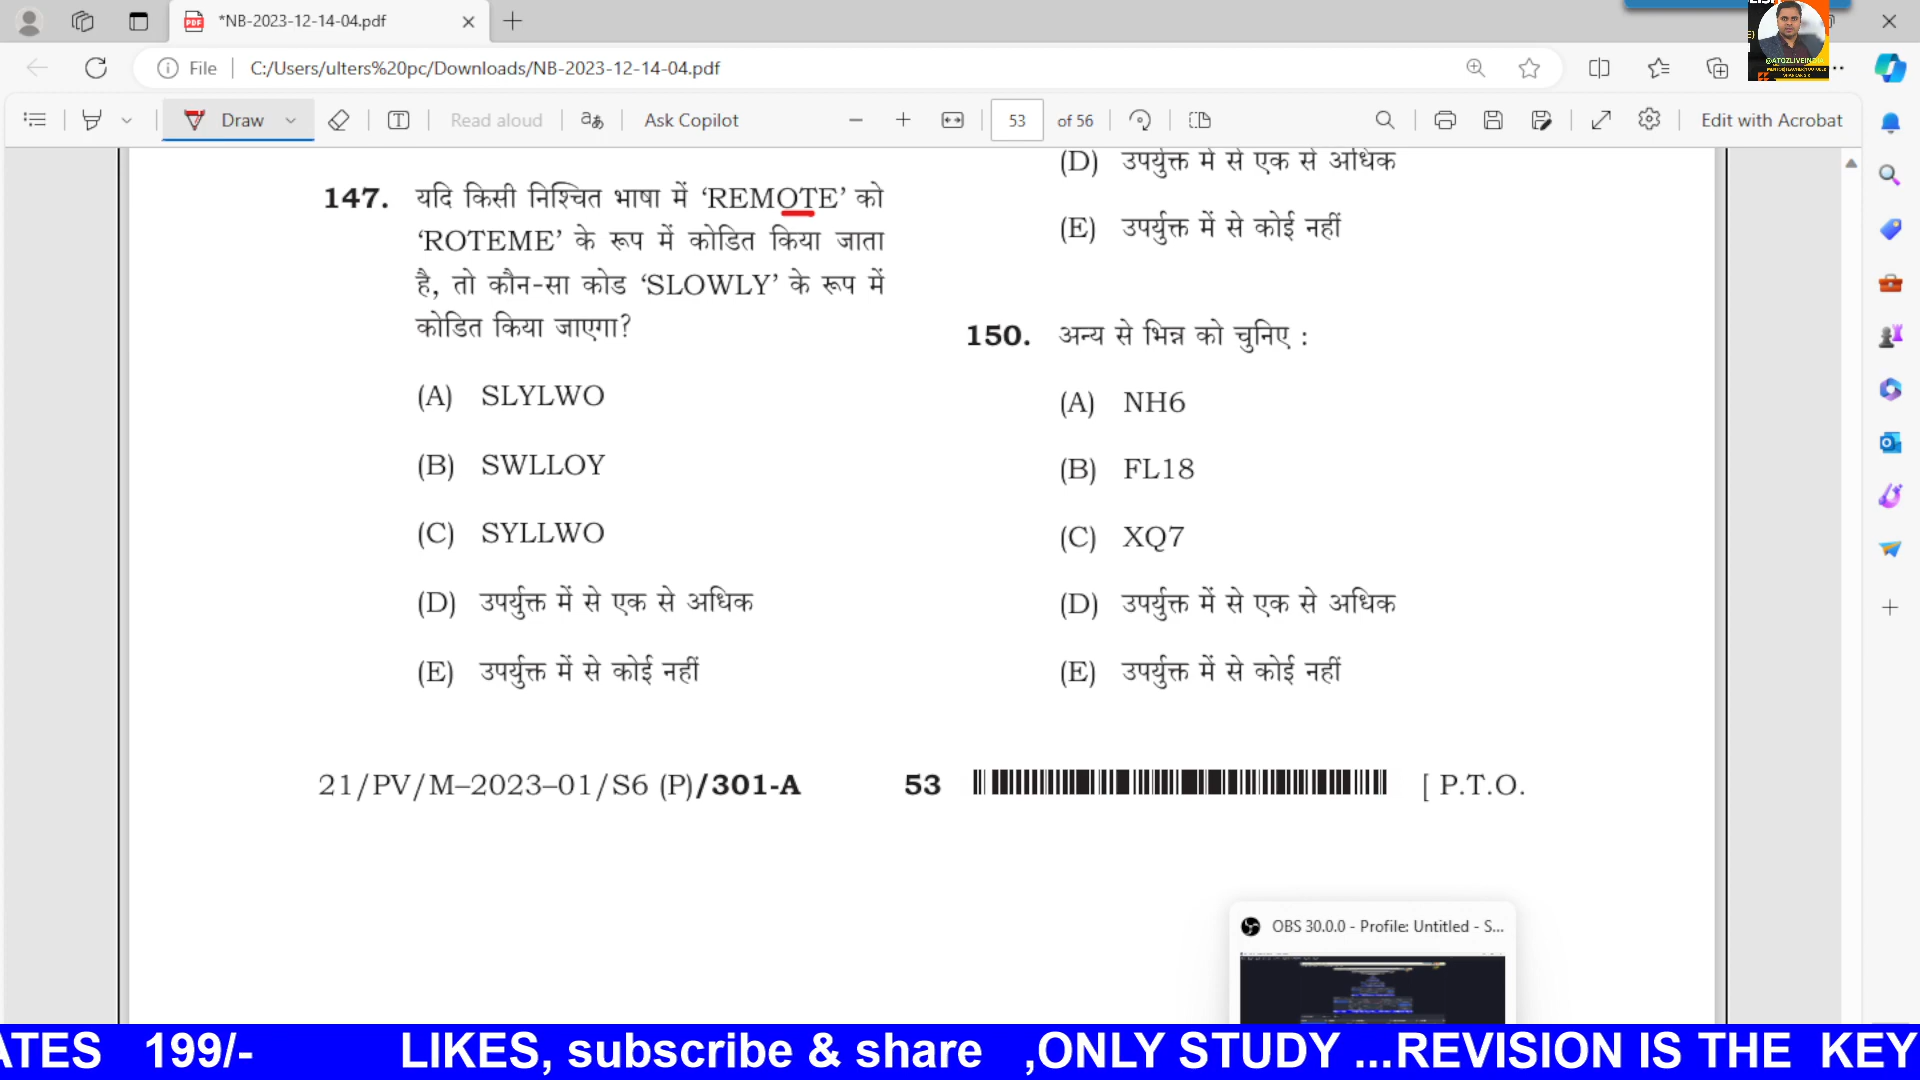 *NB-2023-12-14-04.pdf
File
C:/Users/ulters%20pc/Downloads/NB-2023-12-14-04.pdf
@ATOZLIVEINDIA
Draw
Read aloud
Ask Copilot
53
of 56
Edit with Acrobat
147. यदि किसी निश्चित भाषा में ‘REMOTE’ को
‘ROTEME’ के रूप में कोडित किया जाता
है, तो कौन-सा कोड ‘SLOWLY’ के रूप में
कोडित किया जाएगा?
(A) SLYLWO
(B) SWLLOY
(C) SYLLWO
(D) उपर्युक्त में से एक से अधिक
(E) उपर्युक्त में से कोई नहीं
(D) उपर्युक्त में से एक से अधिक
(E) उपर्युक्त में से कोई नहीं
150. अन्य से भिन्न को चुनिए :
(A) NH6
(B) FL18
(C) XQ7
(D) उपर्युक्त में से एक से अधिक
(E) उपर्युक्त में से कोई नहीं
21/PV/M–2023–01/S6 (P)/301-A
53
[ P.T.O.
OBS 30.0.0 - Profile: Untitled - S...
ATES 199/- LIKES, subscribe & share ,ONLY STUDY ...REVISION IS THE KEY